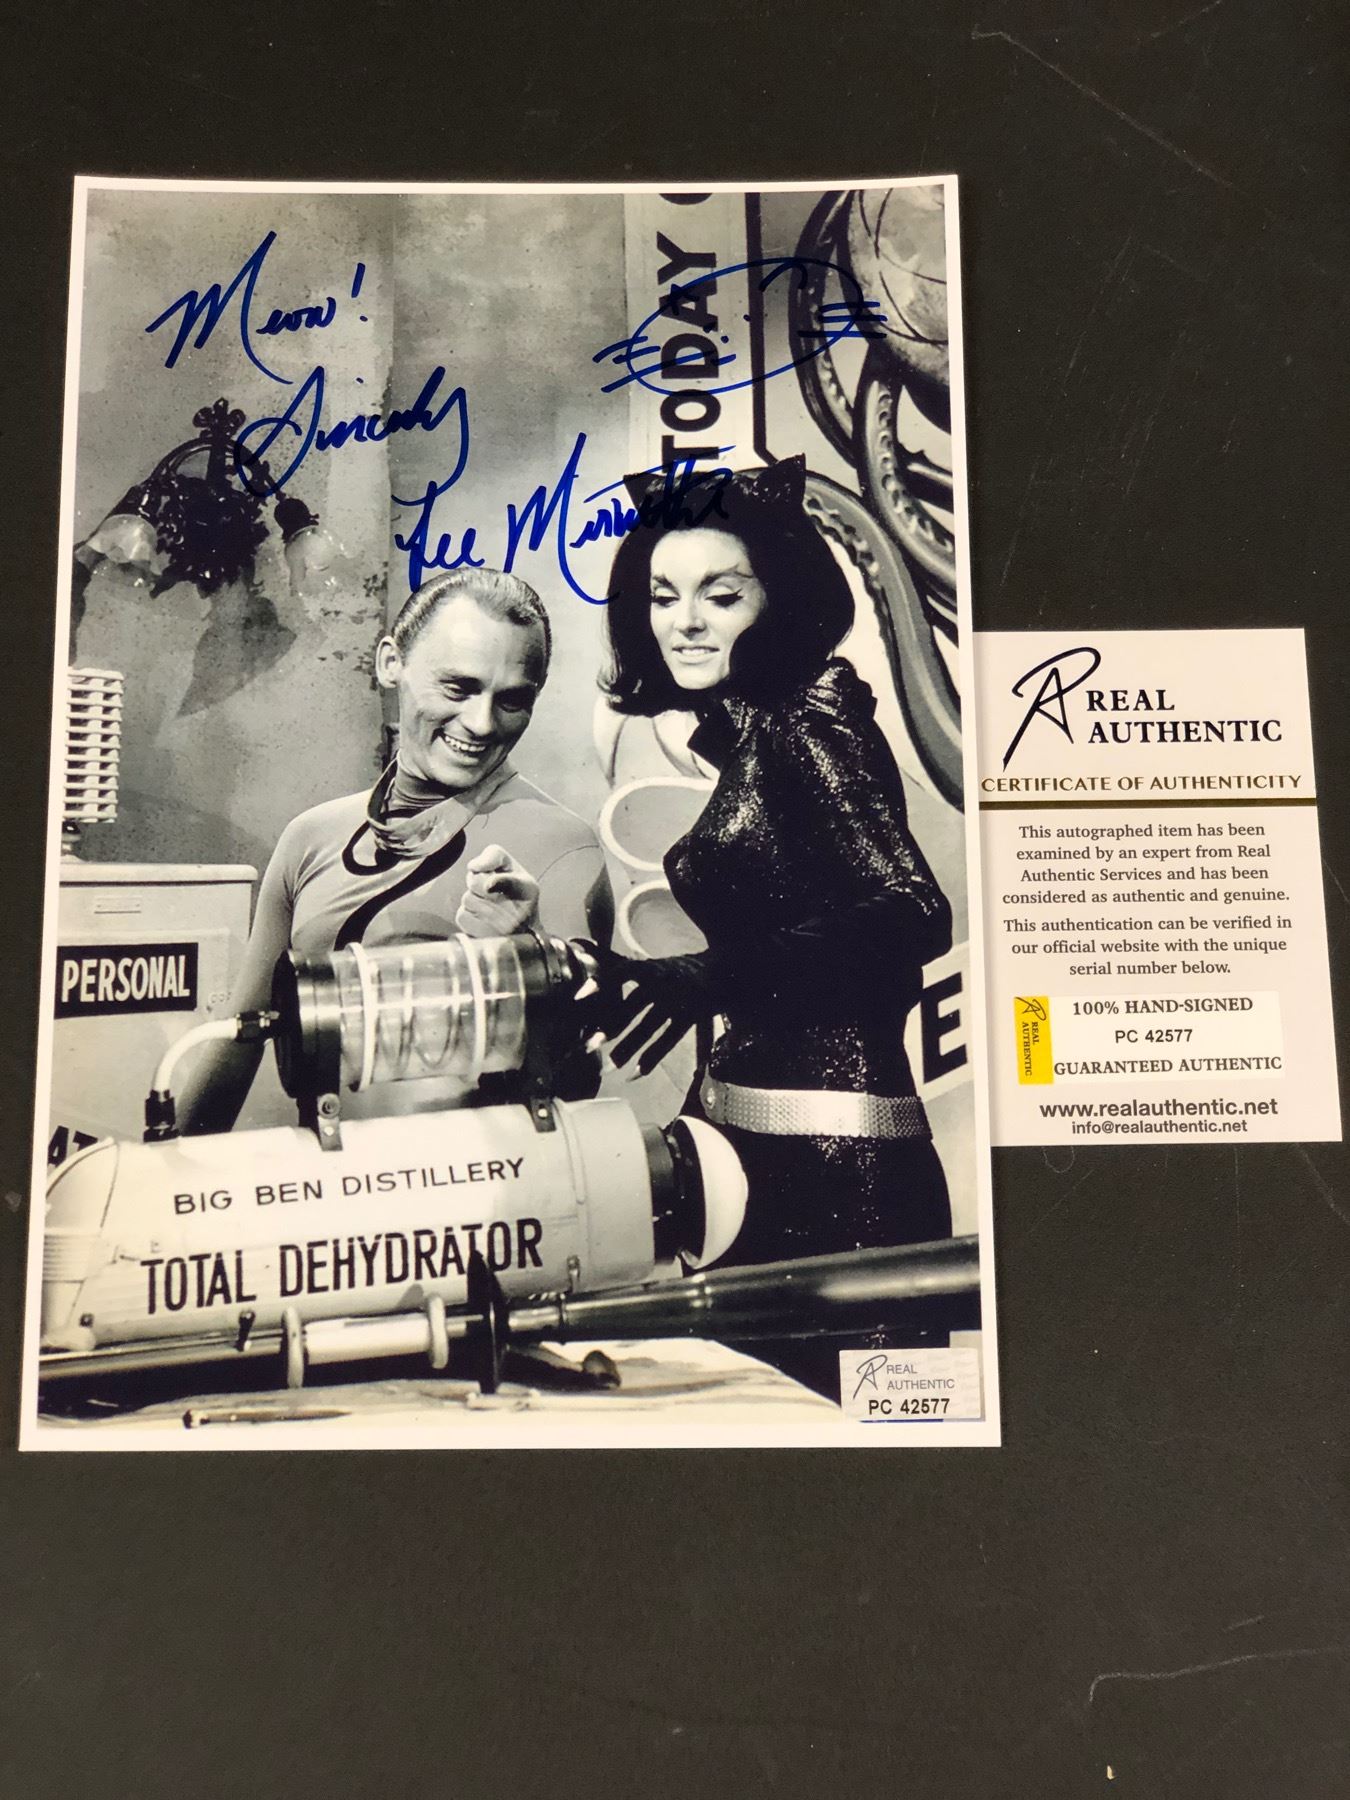 TODAY
Meow!
Sincerely
Lee Meriwether
PERSONAL
E
BIG BEN DISTILLERY
TOTAL DEHYDRATOR
REAL
AUTHENTIC
PC 42577
REAL
AUTHENTIC
CERTIFICATE OF AUTHENTICITY
This autographed item has been
examined by an expert from Real
Authentic Services and has been
considered as authentic and genuine.
This authentication can be verified in
our official website with the unique
serial number below.
REAL
AUTHENTIC
100% HAND-SIGNED
PC 42577
GUARANTEED AUTHENTIC
www.realauthentic.net
info@realauthentic.net